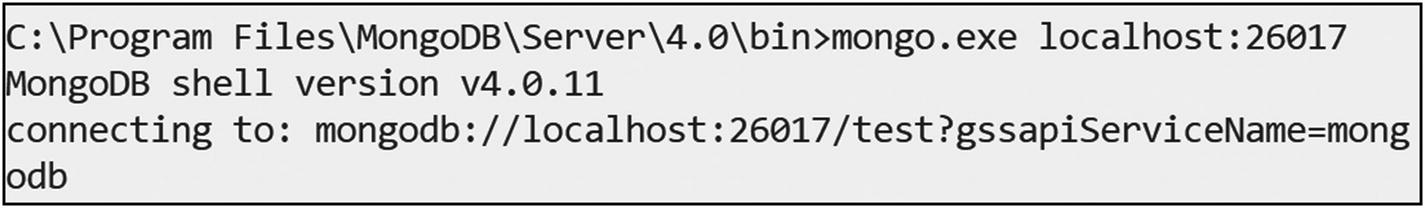 C:\Program Files\MongoDB\Server\4.0\bin>mongo.exe localhost:26017
MongoDB shell version v4.0.11
connecting to: mongodb://localhost:26017/test?gssapiServiceName=mong
odb